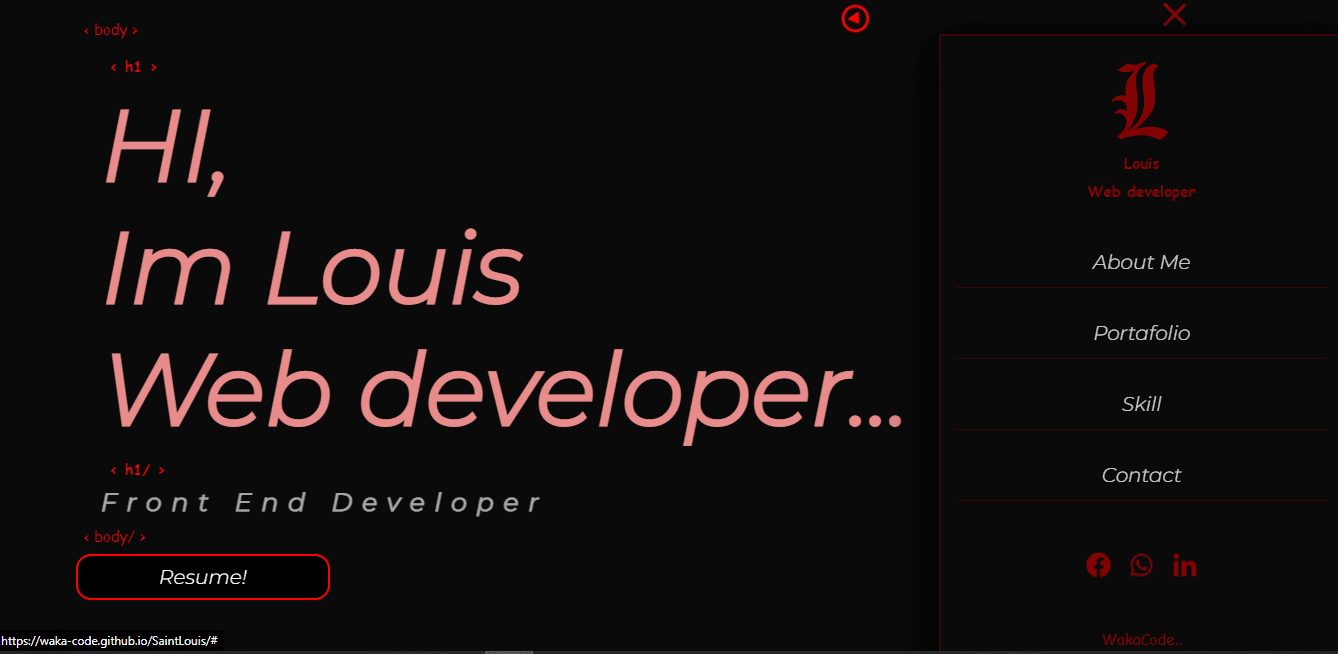 < body >
< h1 >
HI,
Im Louis
Web developer...
< h1/ >
Front End Developer
< body/ >
Resume!
https://waka-code.github.io/SaintLouis/#
L
Louis
Web developer
About Me
Portafolio
Skill
Contact
WakaCode..